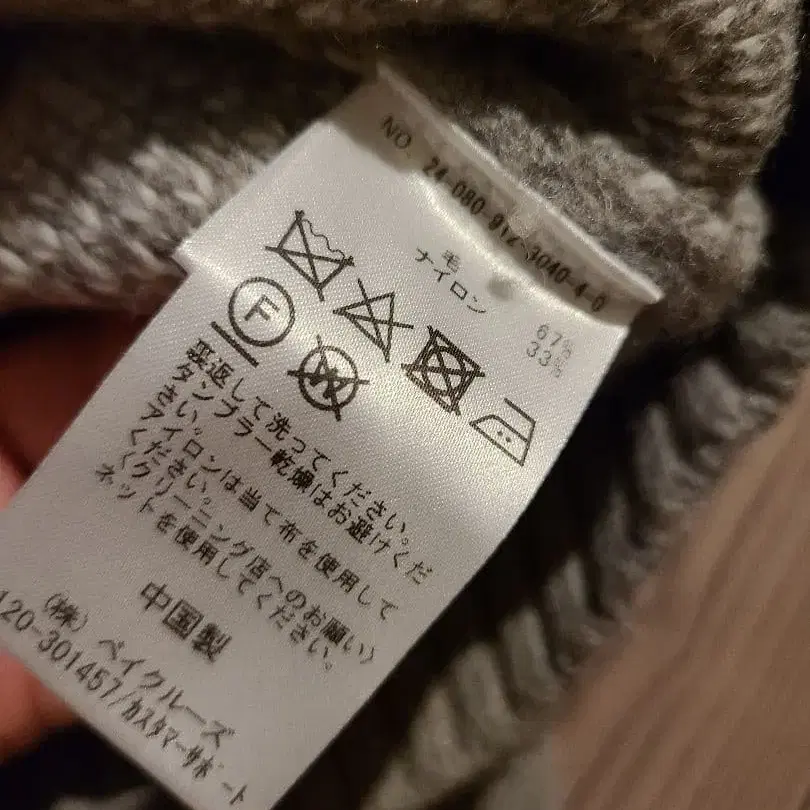 NO. 24-080-912-3040-4-0
毛 67%
ナイロン 33%
F
W
裏返して洗ってください。
タンブラー乾燥はお避けくだ
さい。
アイロンは当て布を使用して
ください。
〈クリーニング店へのお願い〉
ネットを使用してください。
中国製
(株) ベイクルーズ
120-301457/カスタマーサポート